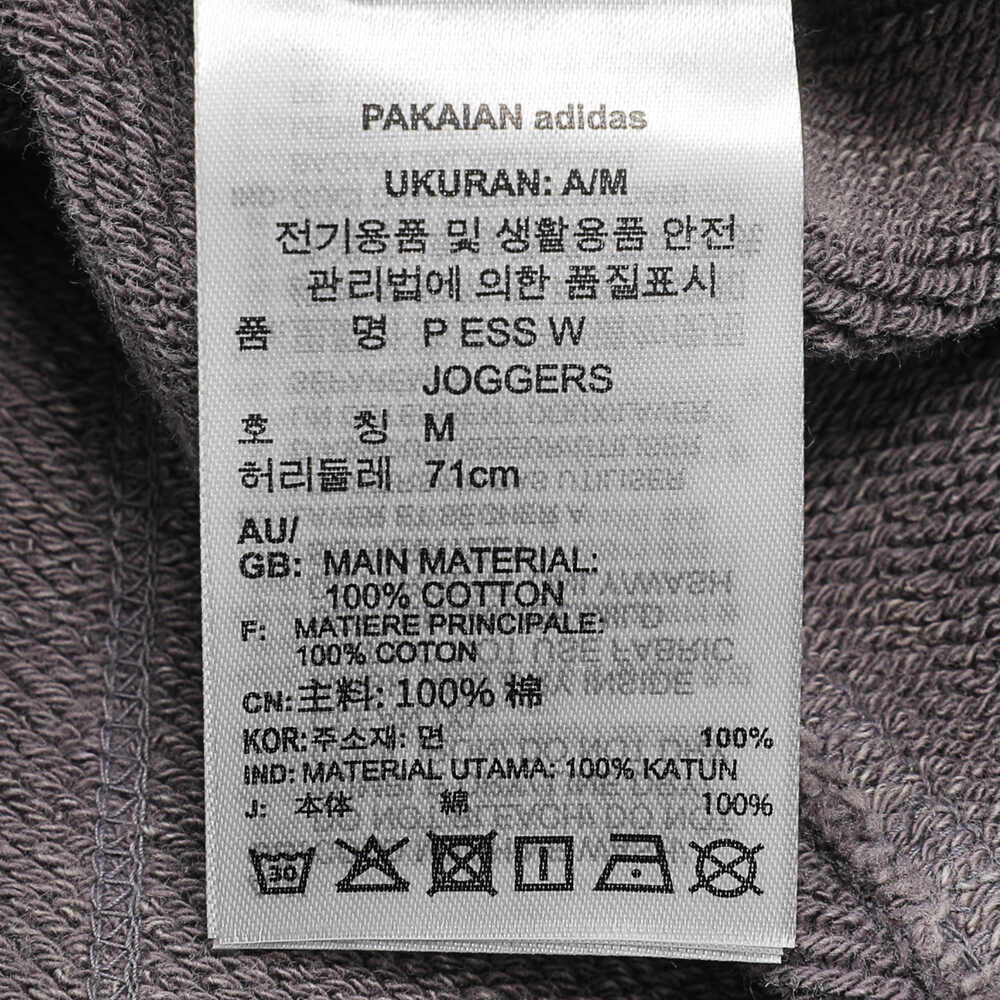 PAKAIAN adidas
UKURAN: A/M
전기용품 및 생활용품 안전
관리법에 의한 품질표시
품 명 P ESS W
JOGGERS
호 칭 M
허리둘레 71cm
AU/
GB: MAIN MATERIAL:
100% COTTON
F: MATIERE PRINCIPALE:
100% COTON
CN: 主料: 100% 棉
KOR: 주소재: 면 100%
IND: MATERIAL UTAMA: 100% KATUN
J: 本体 綿 100%
30